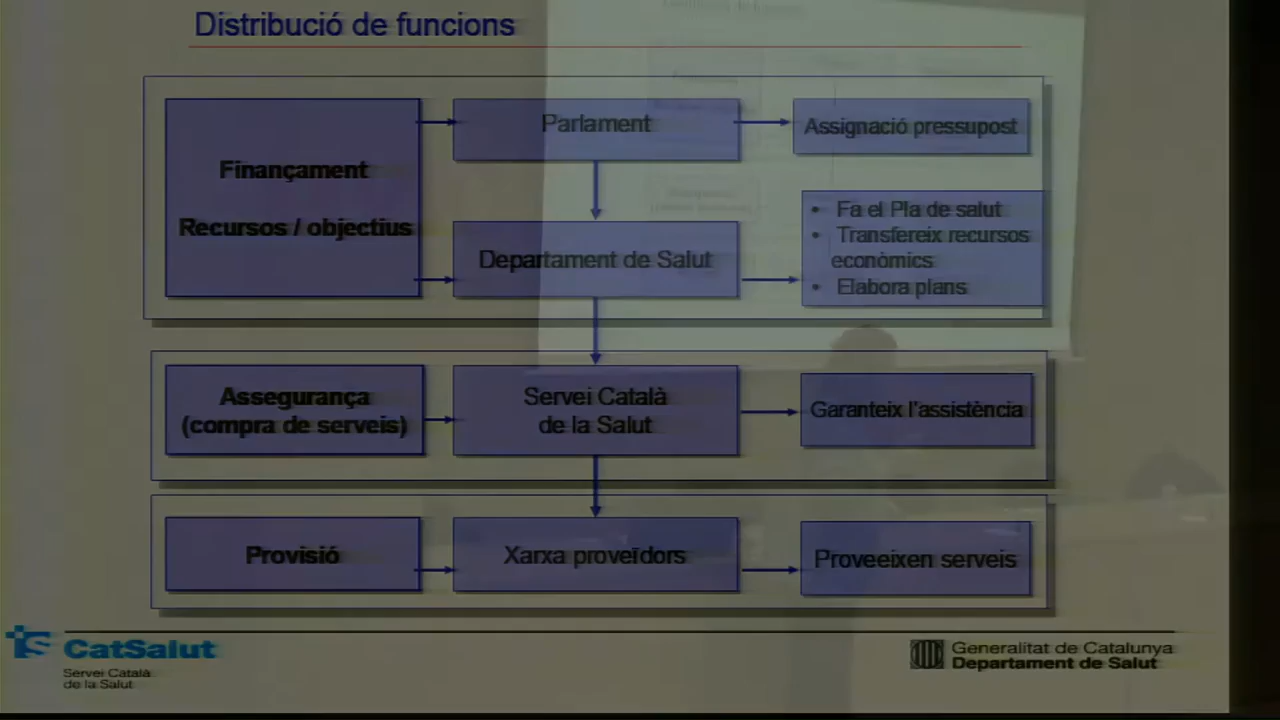 Distribució de funcions
Finançament
Recursos / objectius
Parlament
Assignació pressupost
Departament de Salut
• Fa el Pla de salut
• Transfereix recursos
econòmics
• Elabora plans
Assegurança
(compra de serveis)
Servei Català
de la Salut
Garanteix l'assistència
Provisió
Xarxa proveïdors
Proveeixen serveis
CatSalut
Servei Català
de la Salut
Generalitat de Catalunya
Departament de Salut